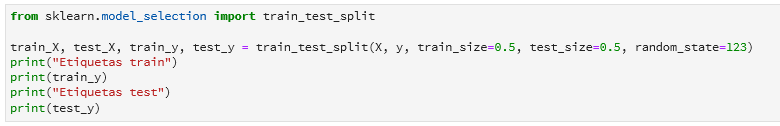 from sklearn.model_selection import train_test_split
train_X, test_X, train_y, test_y = train_test_split(X, y, train_size=0.5, test_size=0.5, random_state=123)
print("Etiquetas train")
print(train_y)
print("Etiquetas test")
print(test_y)